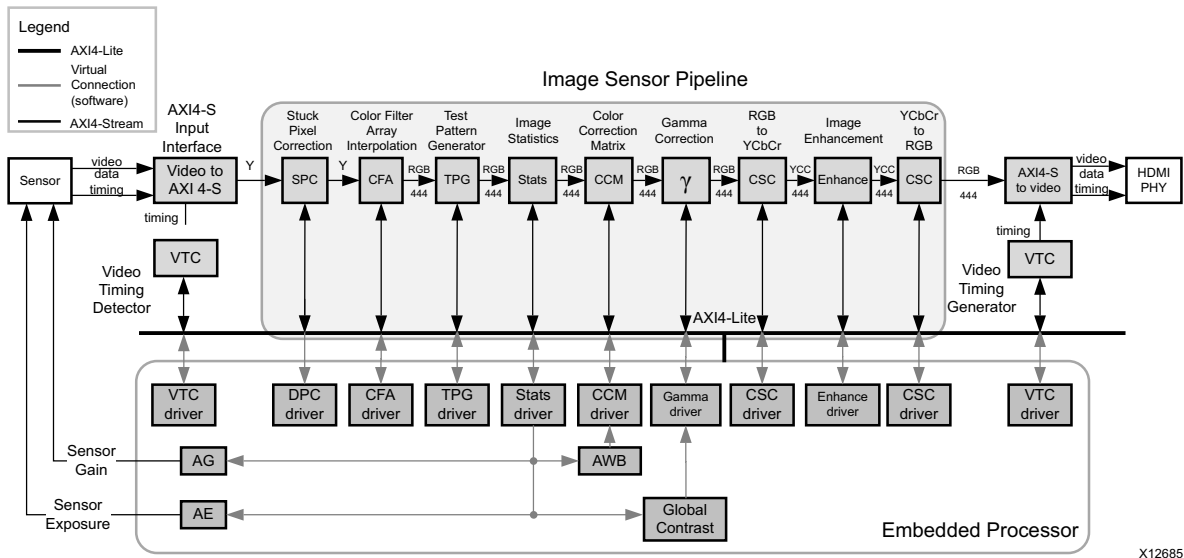 Legend
AXI4-Lite
Virtual
Connection
(software)
AXI4-Stream
Image Sensor Pipeline
AXI4-S
Input
Interface
Stuck
Pixel
Correction
Color Filter
Array
Interpolation
Test
Pattern
Generator
Image
Statistics
Color
Correction
Matrix
Gamma
Correction
RGB
to
YCbCr
Image
Enhancement
YCbCr
to
RGB
Sensor
video
data
timing
Video to
AXI 4-S
Y
SPC
Y
CFA
RGB
444
TPG
RGB
444
Stats
RGB
444
CCM
RGB
444
γ
RGB
444
CSC
YCC
444
Enhance
YCC
444
CSC
RGB
444
AXI4-S
to video
video
data
timing
HDMI
PHY
timing
timing
VTC
Video
Timing
Detector
VTC
Video
Timing
Generator
AXI4-Lite
VTC
driver
DPC
driver
CFA
driver
TPG
driver
Stats
driver
CCM
driver
Gamma
driver
CSC
driver
Enhance
driver
CSC
driver
VTC
driver
Sensor
Gain
AG
AWB
Sensor
Exposure
AE
Global
Contrast
Embedded Processor
X12685